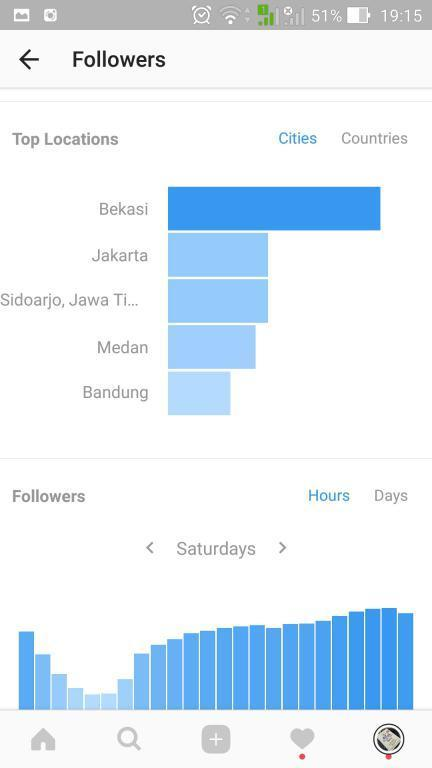 1 51% 19:15
Followers
Top Locations Cities Countries
Bekasi
Jakarta
Sidoarjo, Jawa Ti...
Medan
Bandung
Followers Hours Days
Saturdays